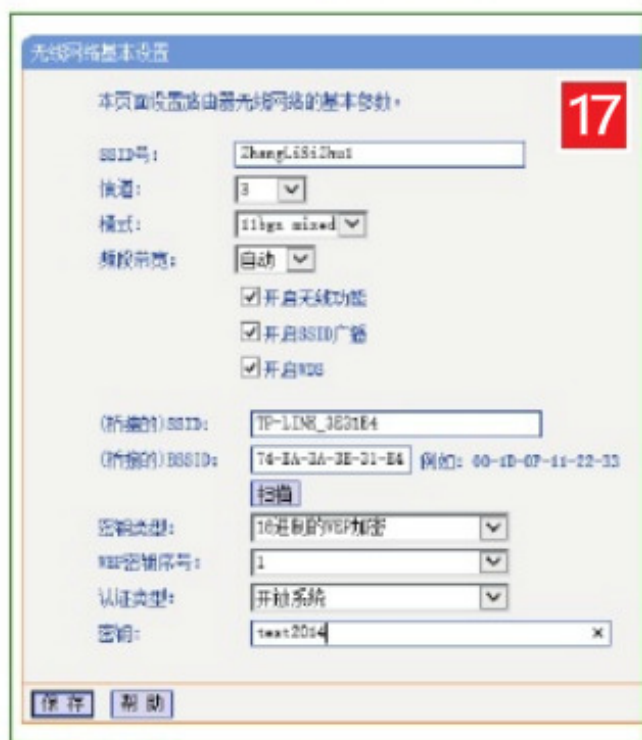 无线网络基本设置
本页面设置路由器无线网络的基本参数。
17
SSID号: ZhangLiSiZhu1
信道: 3
模式: 11bgn mixed
频段带宽: 自动
开启无线功能
开启SSID广播
开启WDS
(桥接的)SSID: TP-LINK_3E31E4
(桥接的)BSSID: 74-EA-3A-3E-31-E4 例如: 00-1D-0F-11-22-33
扫描
密钥类型: 16进制的WEP加密
WEP密钥序号: 1
认证类型: 开放系统
密钥: test2014
保存 帮助